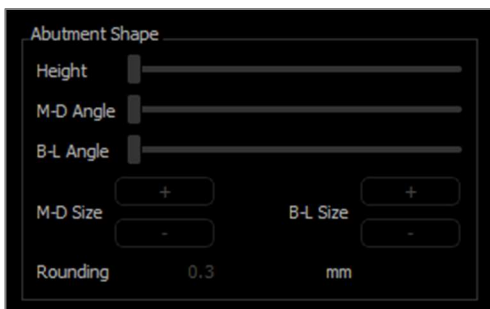 Abutment Shape
Height
M-D Angle
B-L Angle
M-D Size + - B-L Size + -
Rounding 0.3 mm